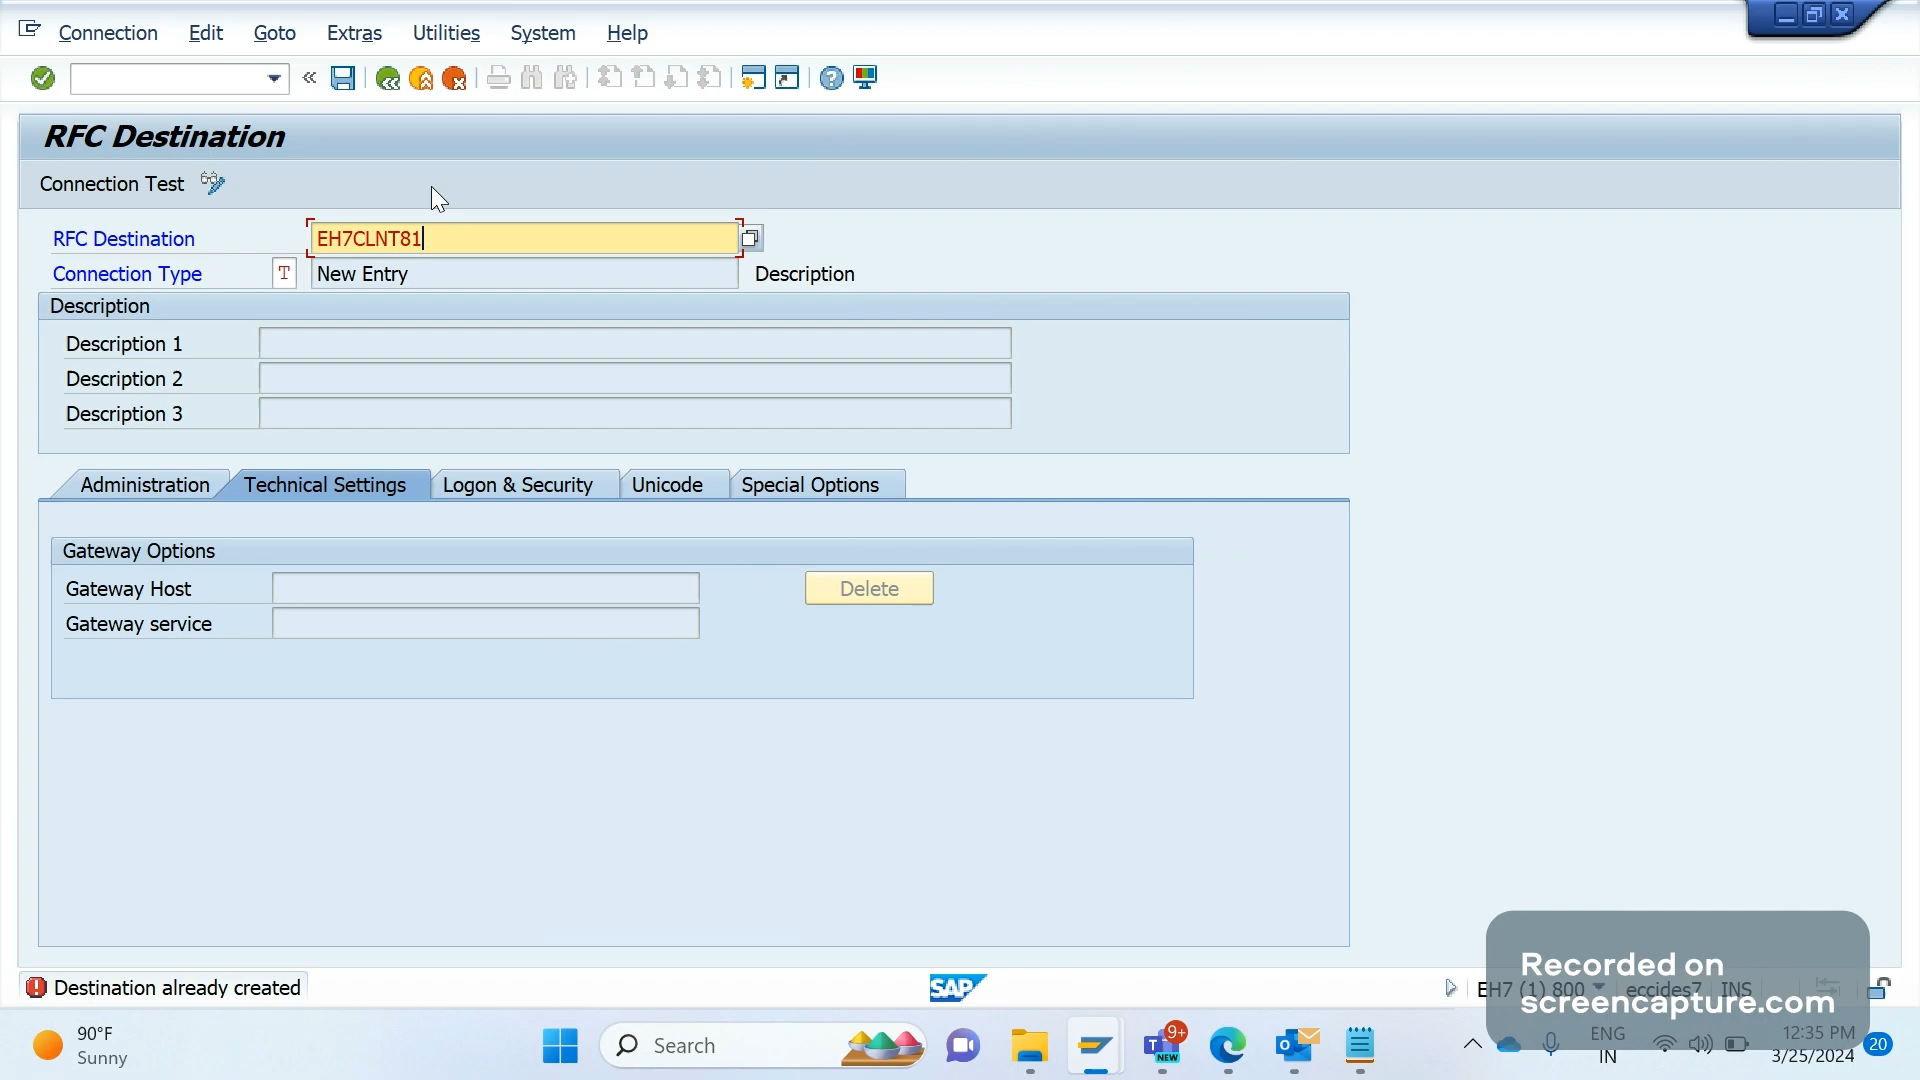 Connection Edit Goto Extras Utilities System Help
RFC Destination
Connection Test
RFC Destination EH7CLNT81
Connection Type T New Entry Description
Description
Description 1
Description 2
Description 3
Administration Technical Settings Logon & Security Unicode Special Options
Gateway Options
Gateway Host Delete
Gateway service
Destination already created SAP EH7 (1) 800 eccides7 INS
Recorded on
screencapture.com
90°F
Sunny
Search
9+
T
NEW
ENG
IN
12:35 PM
3/25/2024
20